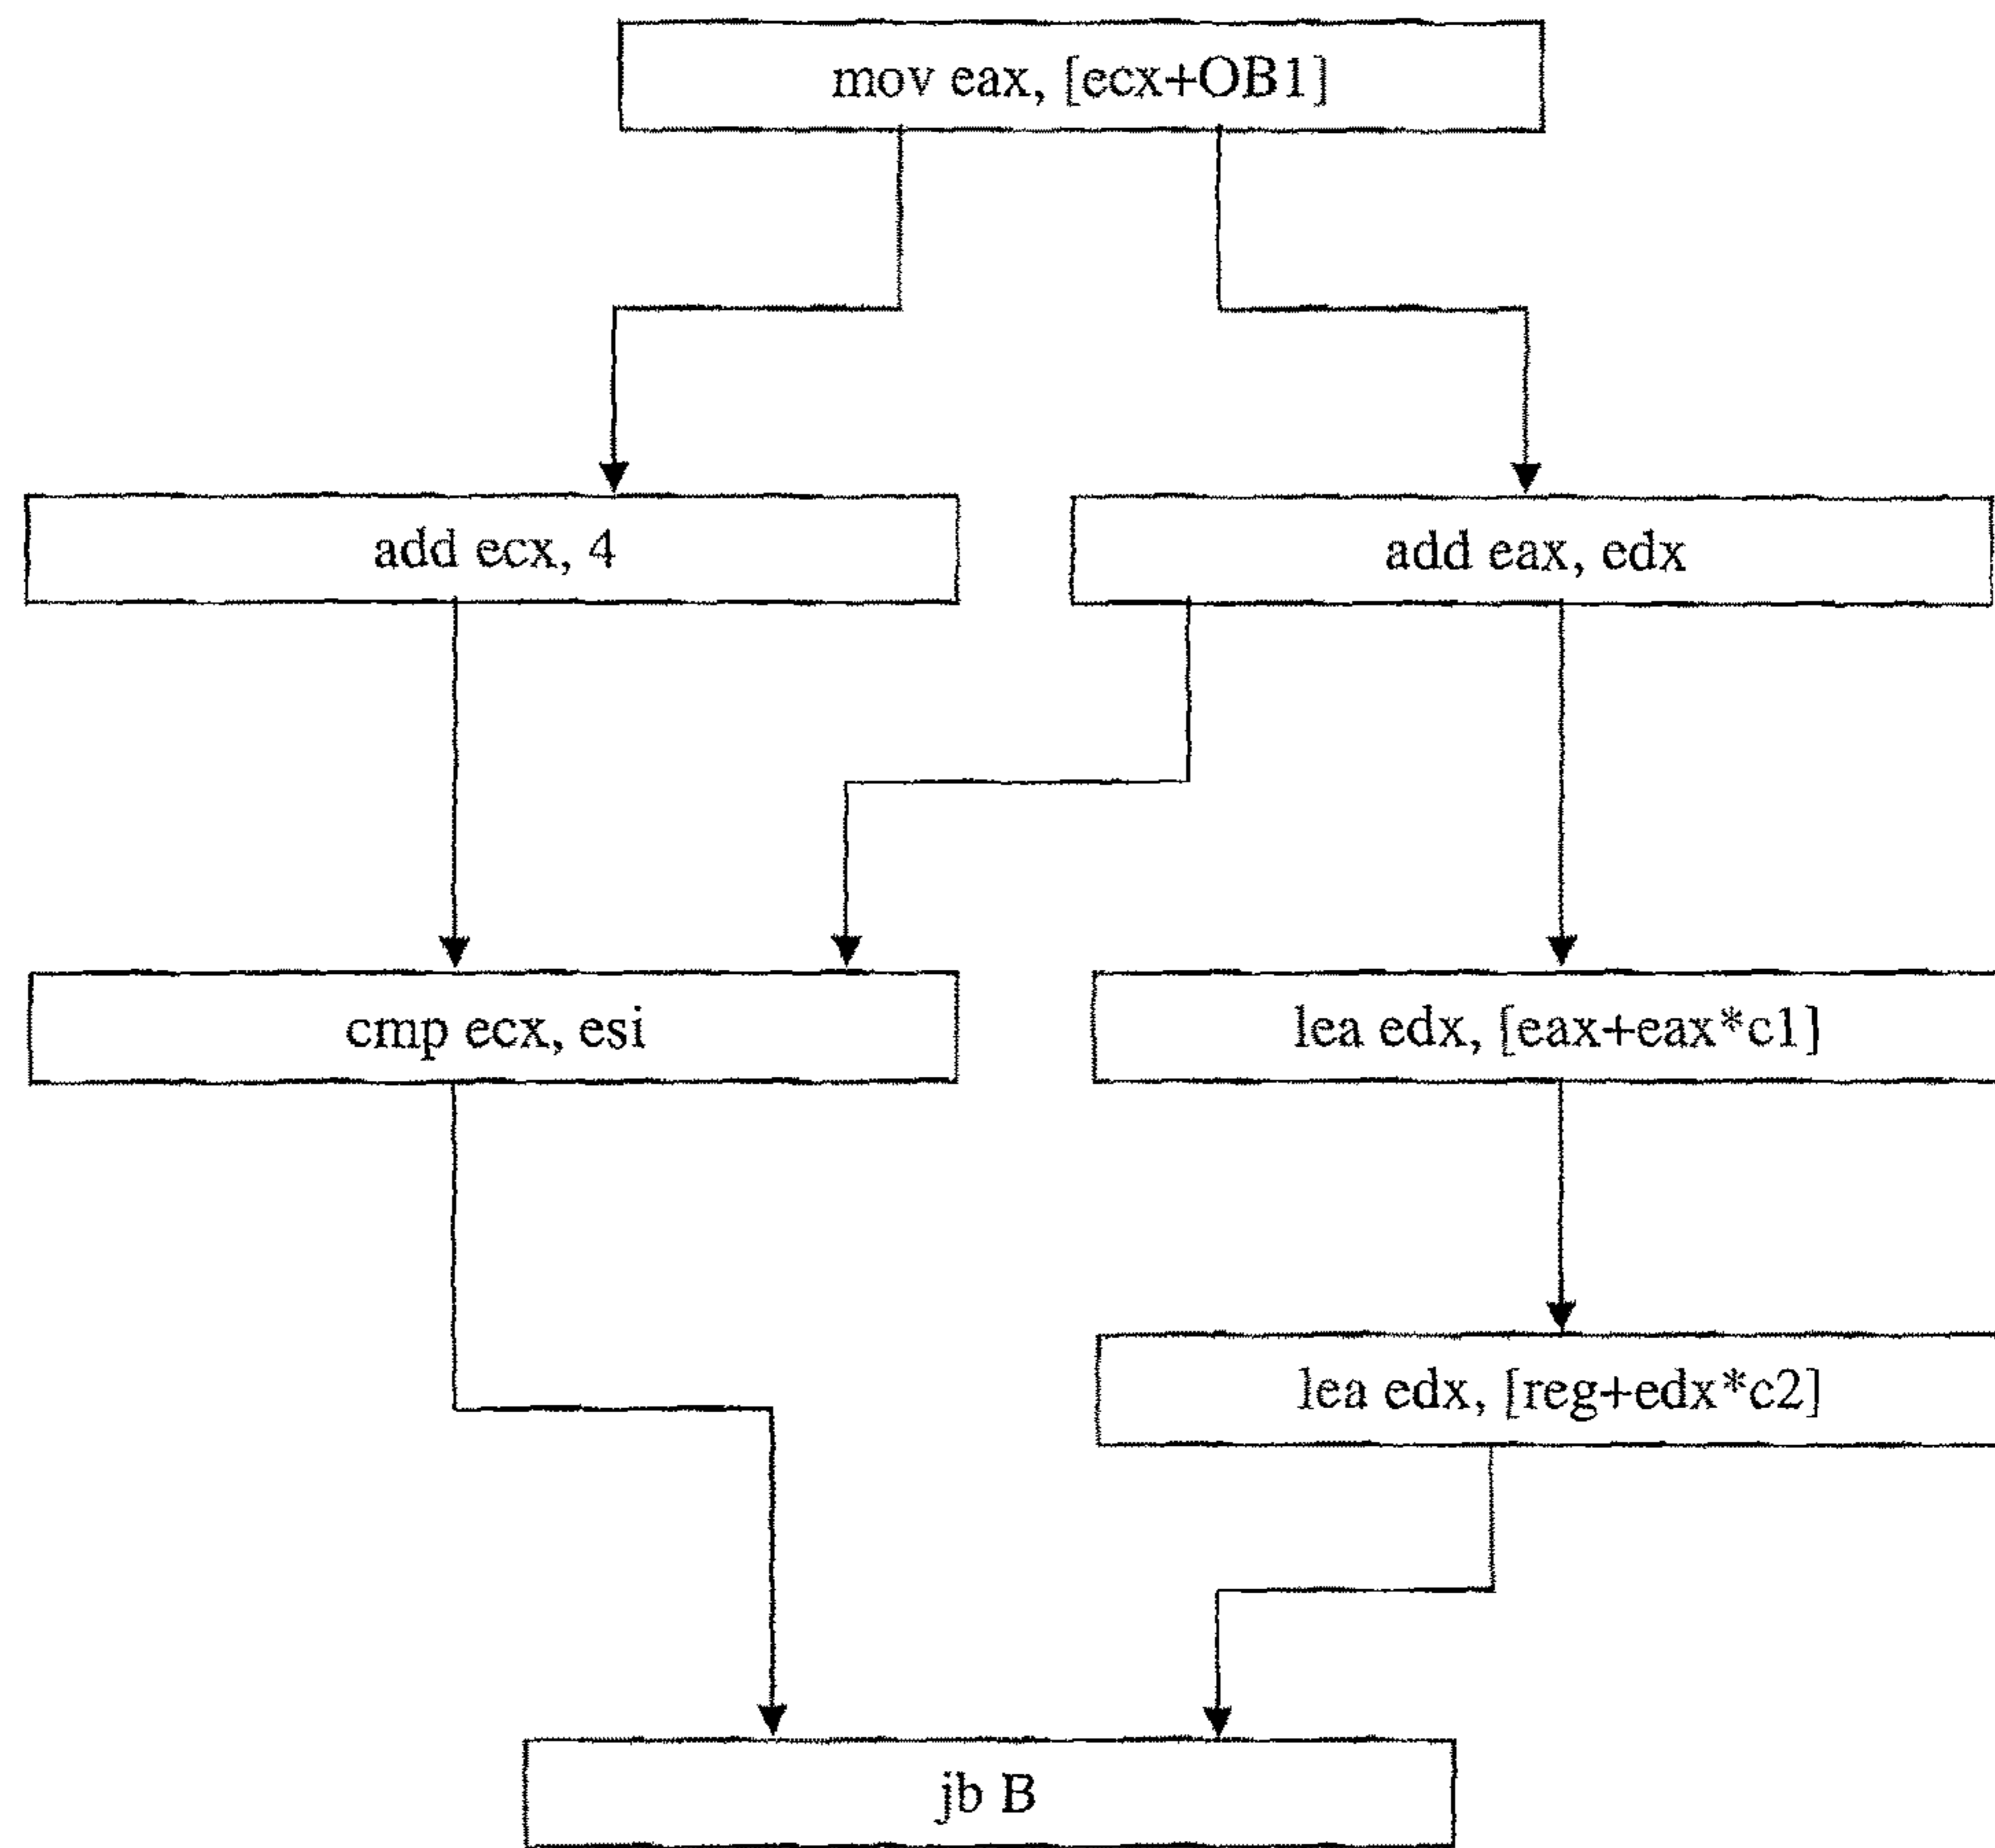 mov eax, [ecx+OB1]
add ecx, 4
add eax, edx
cmp ecx, esi
lea edx, [eax+eax*c1]
lea edx, [reg+edx*c2]
jb B